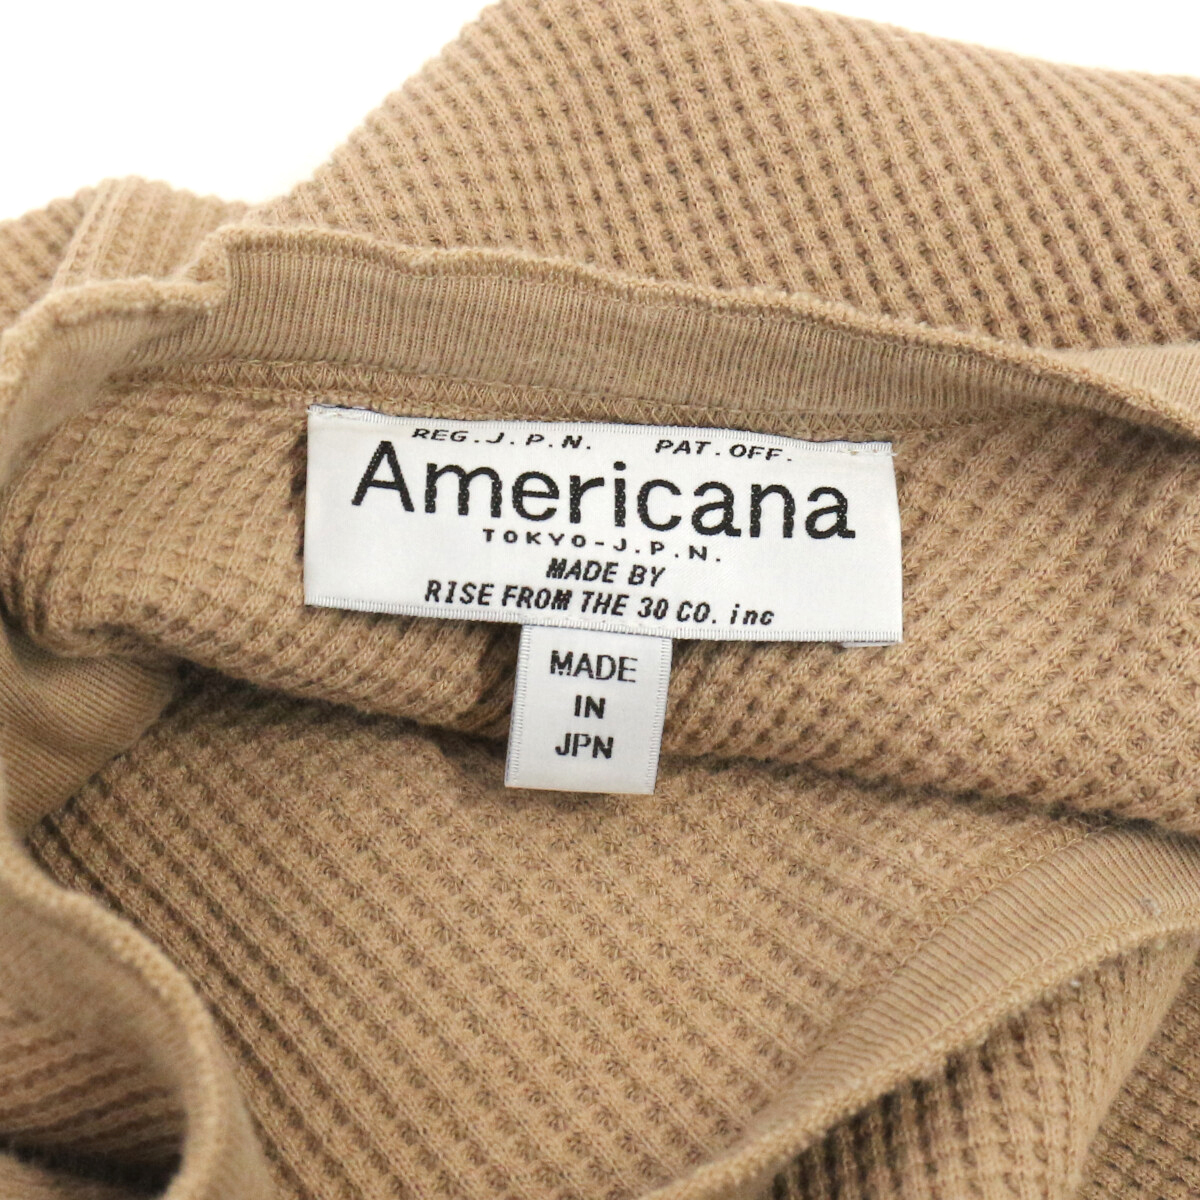 REG.J.P.N. PAT.OFF.
Americana
TOKYO-J.P.N.
MADE BY
RISE FROM THE 30 CO. inc
MADE
IN
JPN